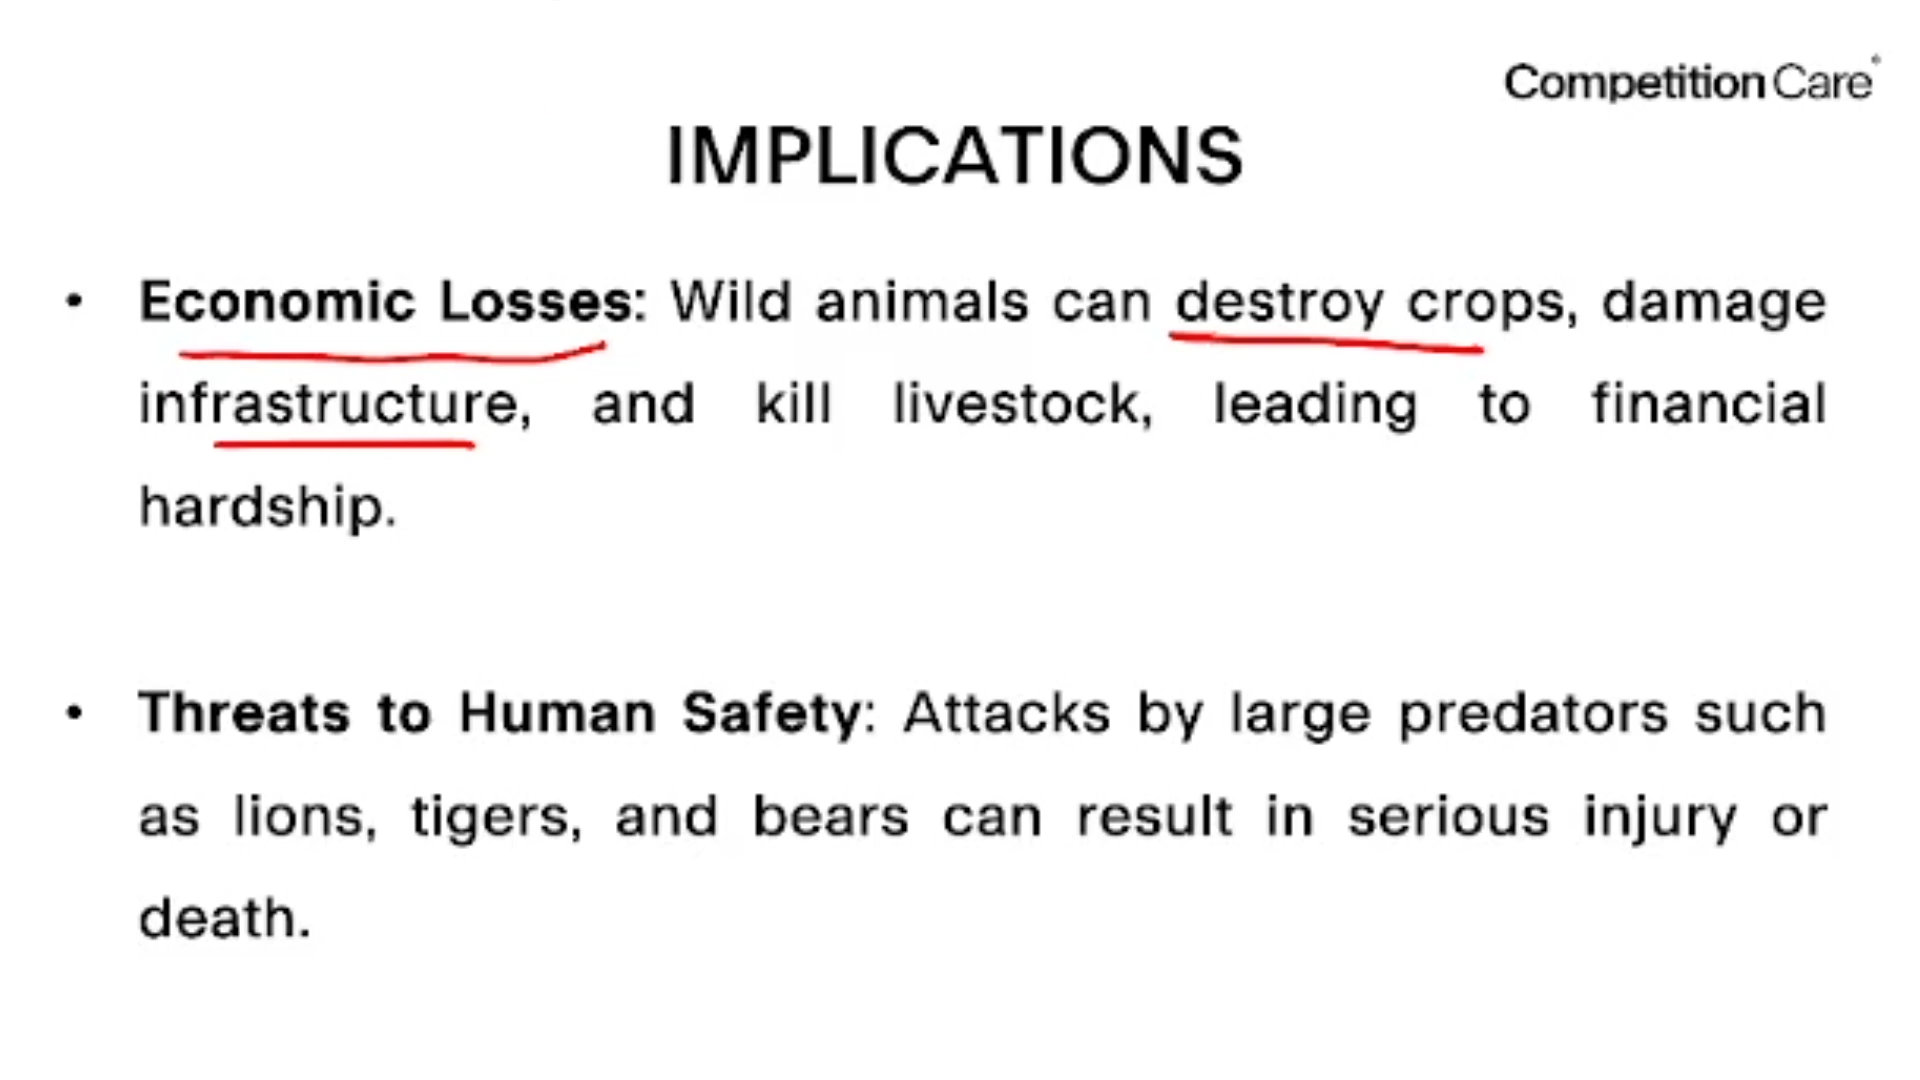 Competition Care
IMPLICATIONS
• Economic Losses: Wild animals can destroy crops, damage
infrastructure, and kill livestock, leading to financial
hardship.
• Threats to Human Safety: Attacks by large predators such
as lions, tigers, and bears can result in serious injury or
death.